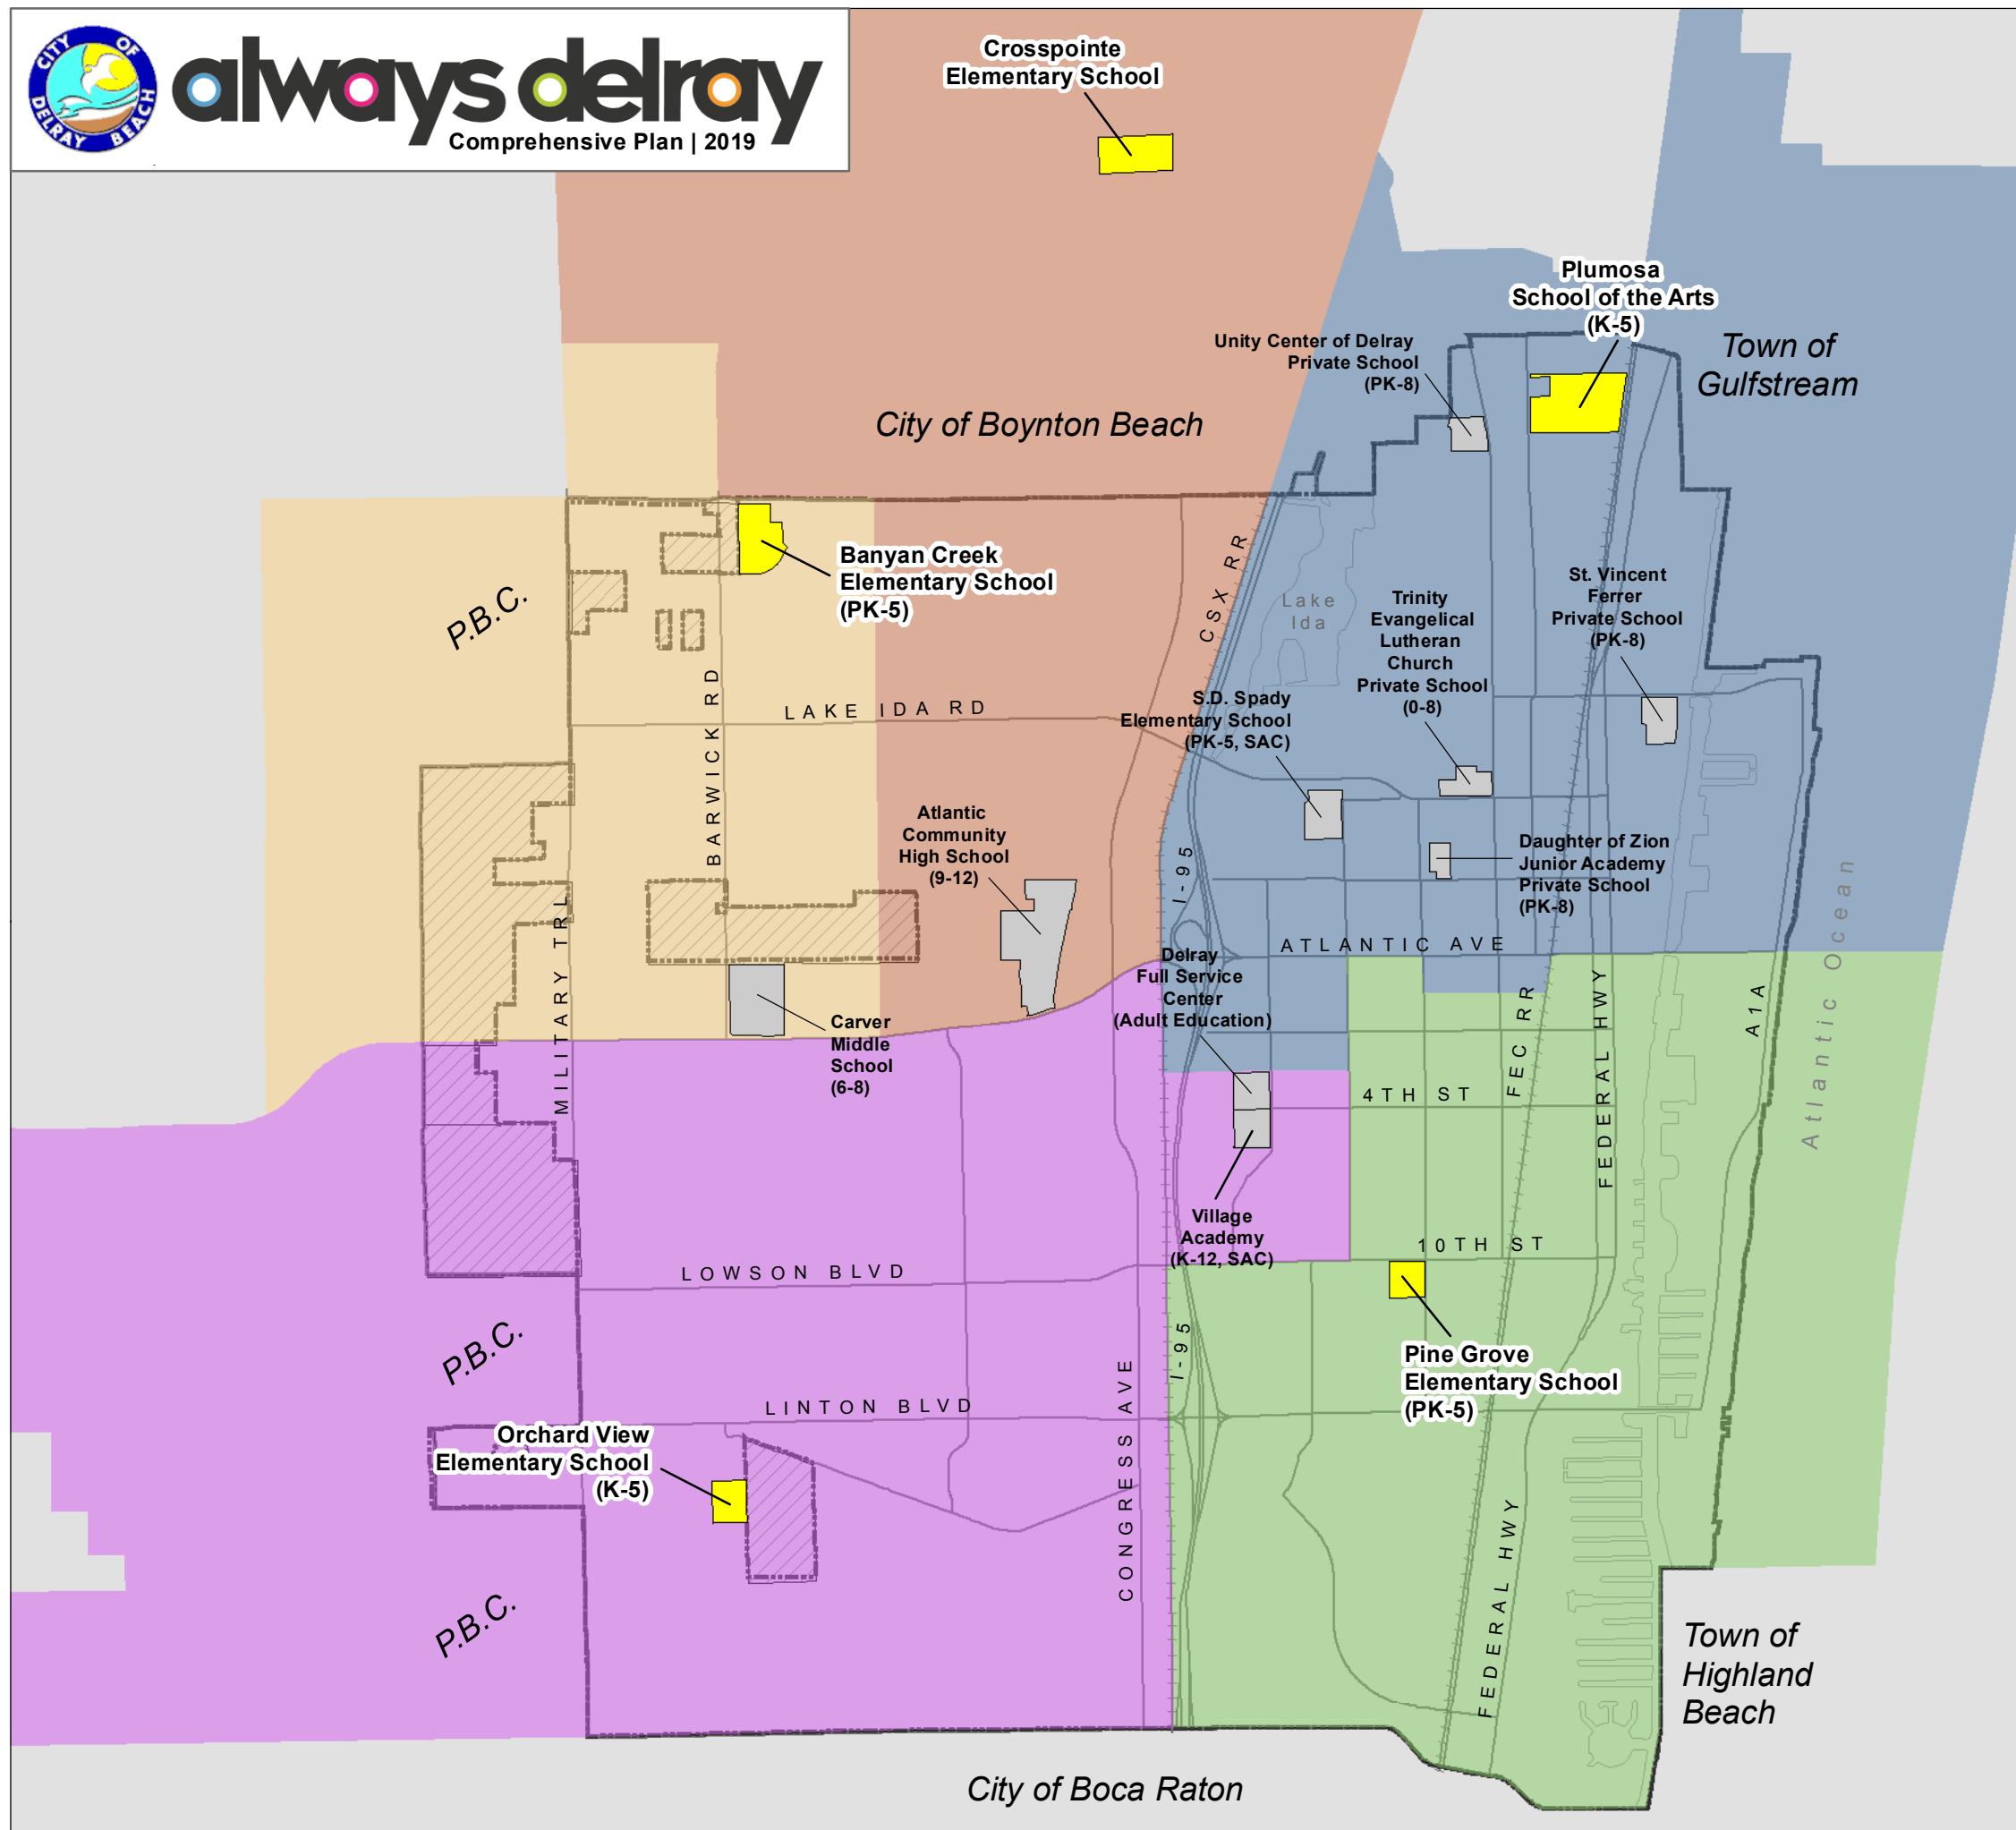 CITY OF
DELRAY BEACH
always delray
Comprehensive Plan | 2019
Crosspointe
Elementary School
Plumosa
School of the Arts
(K-5)
Unity Center of Delray
Private School
(PK-8)
Town of
Gulfstream
City of Boynton Beach
Banyan Creek
Elementary School
(PK-5)
P.B.C.
CSX RR
Lake
Ida
St. Vincent
Ferrer
Private School
(PK-8)
Trinity
Evangelical
Lutheran
Church
Private School
(0-8)
S.D. Spady
Elementary School
(PK-5, SAC)
LAKE IDA RD
BARWICK RD
Atlantic
Community
High School
(9-12)
I-95
Daughter of Zion
Junior Academy
Private School
(PK-8)
MILITARY TRL
ATLANTIC AVE
Delray
Full Service
Center
(Adult Education)
Carver
Middle
School
(6-8)
FEC RR
FEDERAL HWY
A1A
Atlantic Ocean
4TH ST
Village
Academy
(K-12, SAC)
10TH ST
LOWSON BLVD
P.B.C.
I-95
Pine Grove
Elementary School
(PK-5)
LINTON BLVD
CONGRESS AVE
Orchard View
Elementary School
(K-5)
FEDERAL HWY
P.B.C.
Town of
Highland
Beach
City of Boca Raton